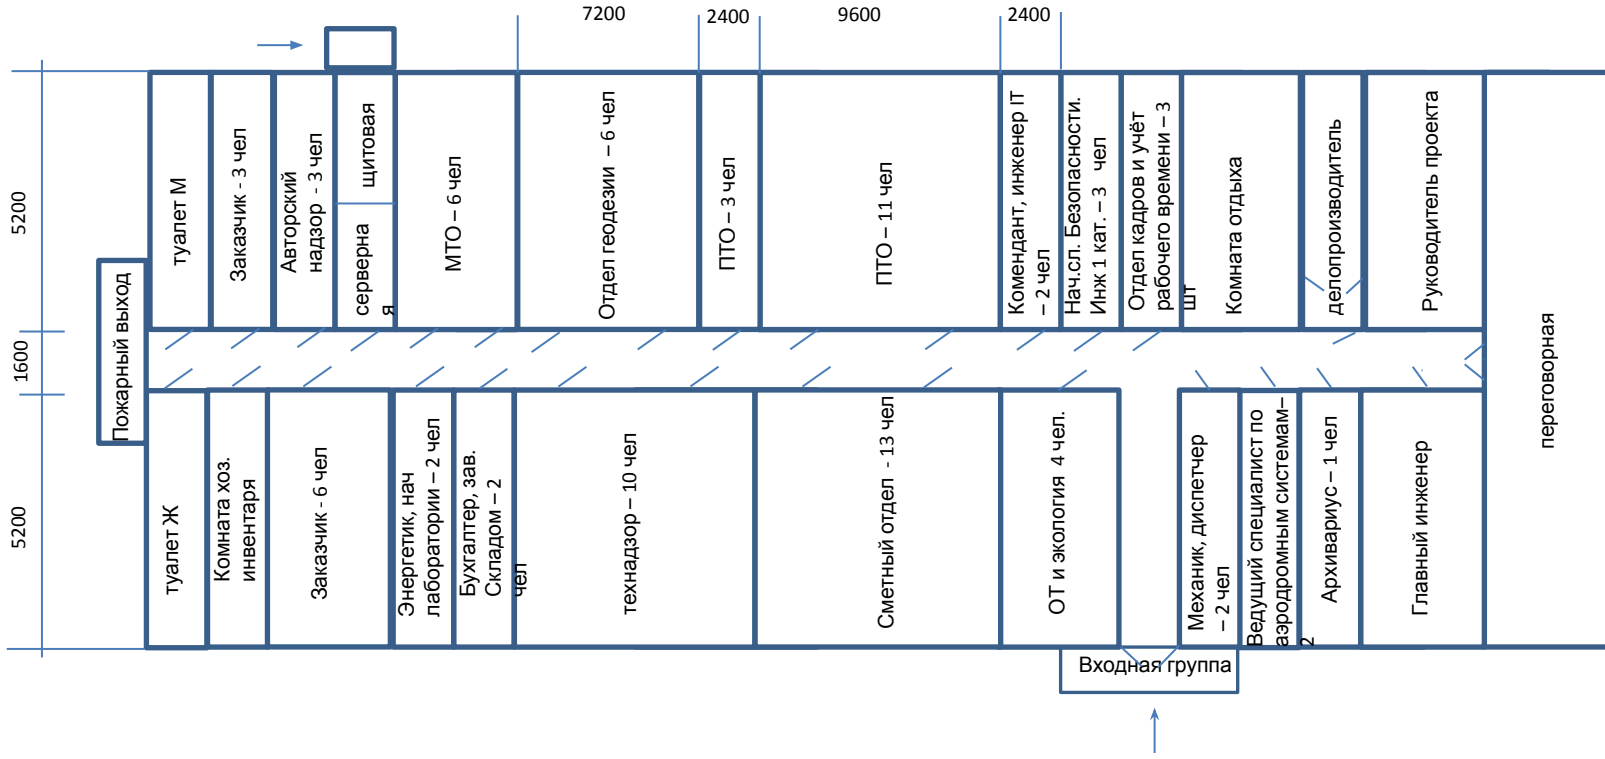 7200
2400
9600
2400
5200
1600
5200
Пожарный выход
туалет М
Заказчик - 3 чел
Авторский
надзор - 3 чел
щитовая
серверна
я
МТО – 6 чел
Отдел геодезии – 6 чел
ПТО – 3 чел
ПТО – 11 чел
Комендант, инженер IT
– 2 чел
Нач.сл. Безопасности.
Инж 1 кат. – 3 чел
Отдел кадров и учёт
рабочего времени – 3
шт
Комната отдыха
делопроизводитель
Руководитель проекта
переговорная
туалет Ж
Комната хоз.
инвентаря
Заказчик - 6 чел
Энергетик, нач
лаборатории – 2 чел
Бухгалтер, зав.
Складом – 2
чел
технадзор – 10 чел
Сметный отдел - 13 чел
ОТ и экология 4 чел.
Механик, диспетчер
– 2 чел
Ведущий специалист по
аэродромным системам–
2
Архивариус – 1 чел
Главный инженер
Входная группа